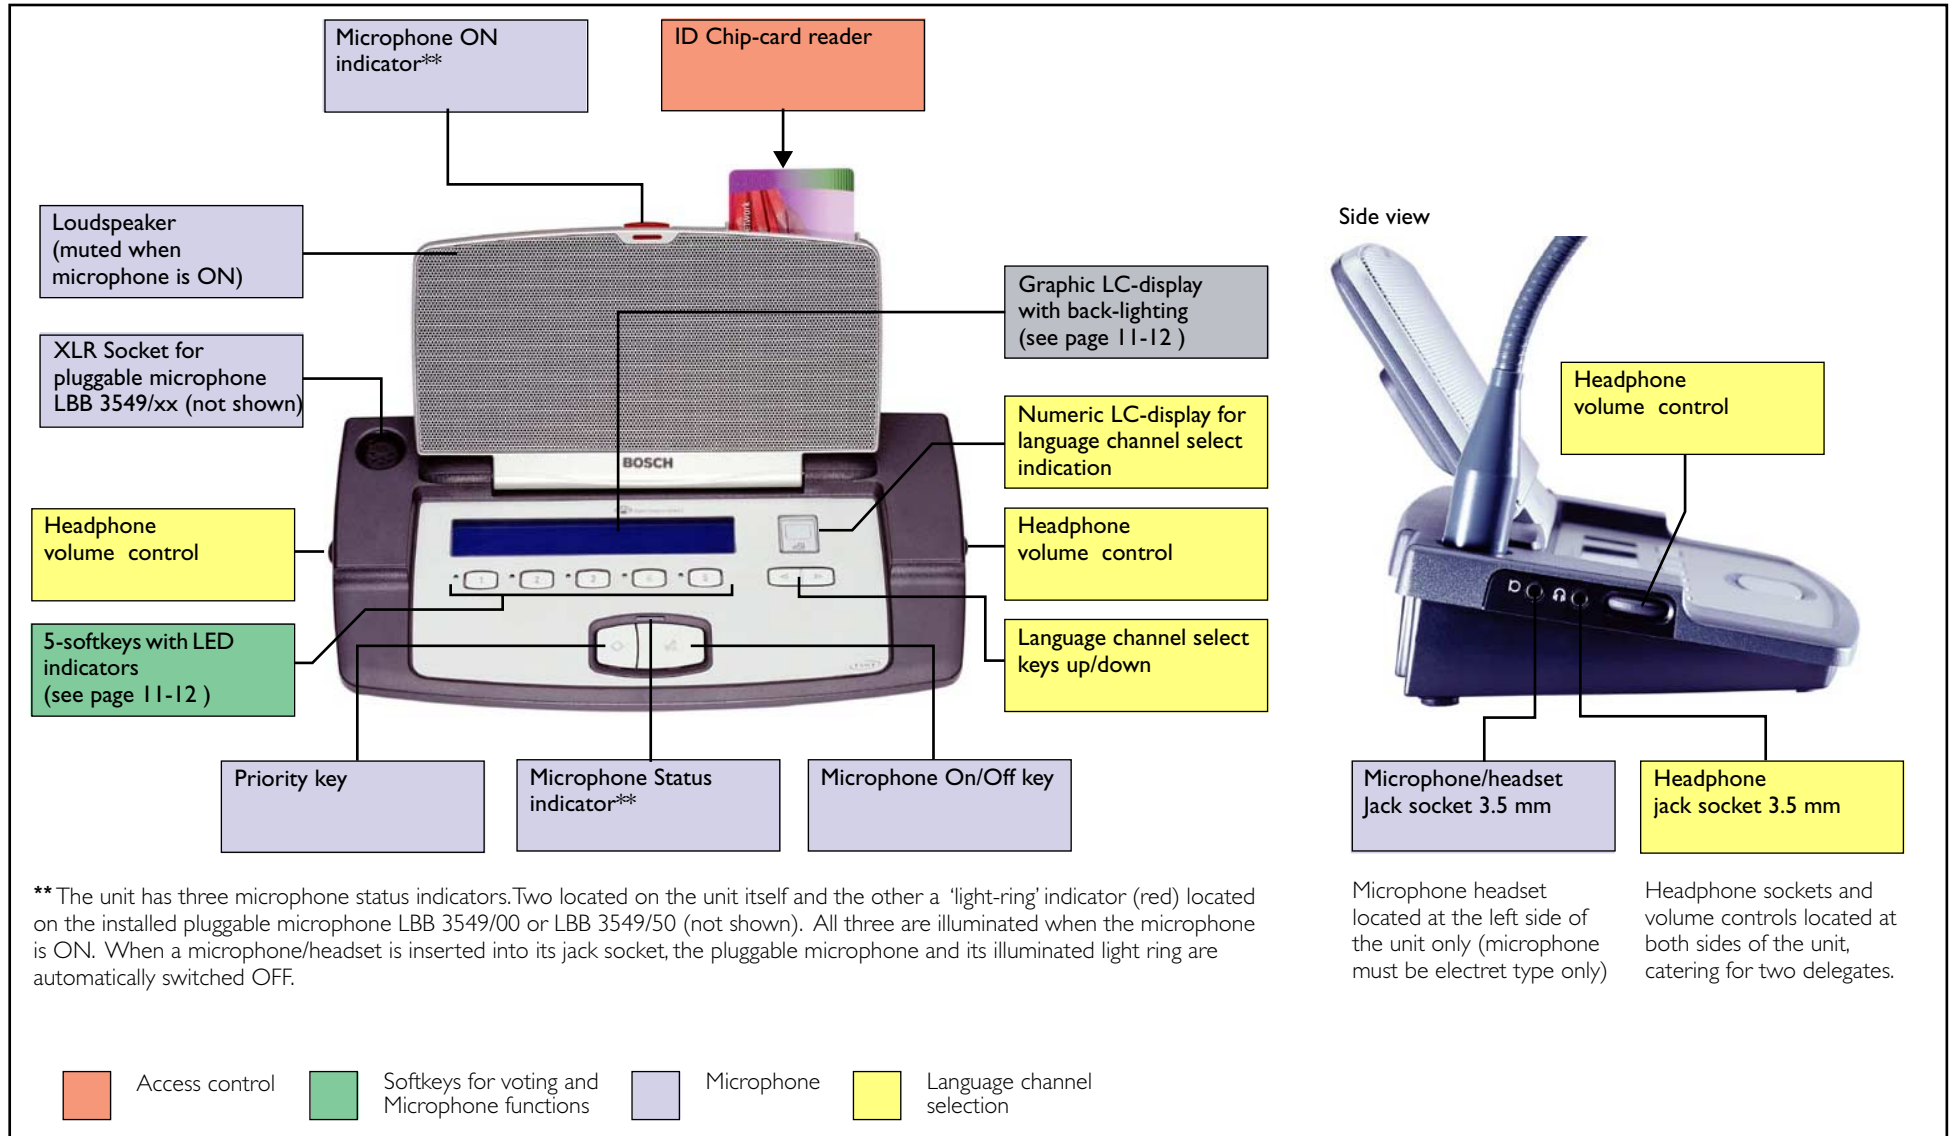 Microphone ON
indicator**
ID Chip-card reader
Loudspeaker
(muted when
microphone is ON)
Side view
Graphic LC-display
with back-lighting
(see page 11-12 )
XLR Socket for
pluggable microphone
LBB 3549/xx (not shown)
Headphone
volume control
Numeric LC-display for
language channel select
indication
BOSCH
Headphone
volume control
Headphone
volume control
1 2 3 4 5
5-softkeys with LED
indicators
(see page 11-12 )
Language channel select
keys up/down
Priority key
Microphone Status
indicator**
Microphone On/Off key
Microphone/headset
Jack socket 3.5 mm
Headphone
jack socket 3.5 mm
** The unit has three microphone status indicators. Two located on the unit itself and the other a ‘light-ring’ indicator (red) located
on the installed pluggable microphone LBB 3549/00 or LBB 3549/50 (not shown). All three are illuminated when the microphone
is ON. When a microphone/headset is inserted into its jack socket, the pluggable microphone and its illuminated light ring are
automatically switched OFF.
Microphone headset
located at the left side of
the unit only (microphone
must be electret type only)
Headphone sockets and
volume controls located at
both sides of the unit,
catering for two delegates.
Access control
Softkeys for voting and
Microphone functions
Microphone
Language channel
selection